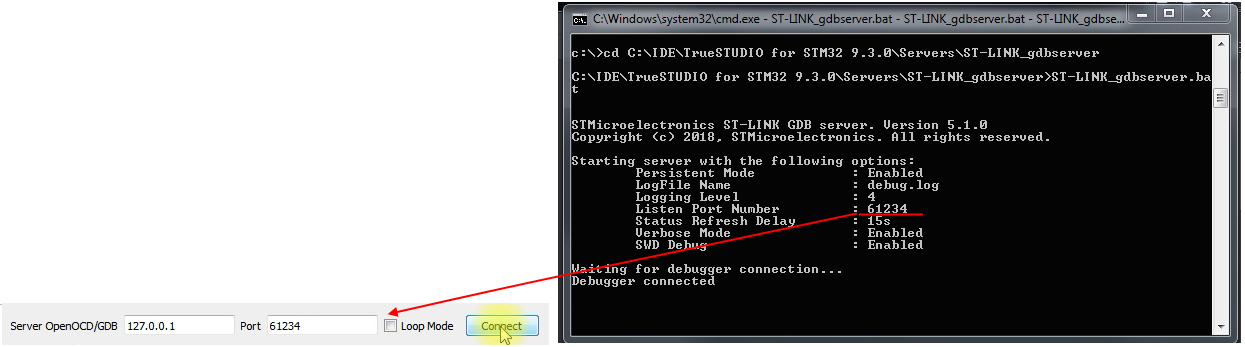 C:\Windows\system32\cmd.exe - ST-LINK_gdbserver.bat - ST-LINK_gdbserver.bat - ST-LINK_gdbse...
c:\>cd C:\IDE\TrueSTUDIO for STM32 9.3.0\Servers\ST-LINK_gdbserver
C:\IDE\TrueSTUDIO for STM32 9.3.0\Servers\ST-LINK_gdbserver>ST-LINK_gdbserver.ba
t
STMicroelectronics ST-LINK GDB server. Version 5.1.0
Copyright (c) 2018, STMicroelectronics. All rights reserved.
Starting server with the following options:
Persistent Mode : Enabled
LogFile Name : debug.log
Logging Level : 4
Listen Port Number : 61234
Status Refresh Delay : 15s
Verbose Mode : Enabled
SWD Debug : Enabled
Waiting for debugger connection...
Debugger connected
Server OpenOCD/GDB 127.0.0.1 Port 61234 Loop Mode Connect